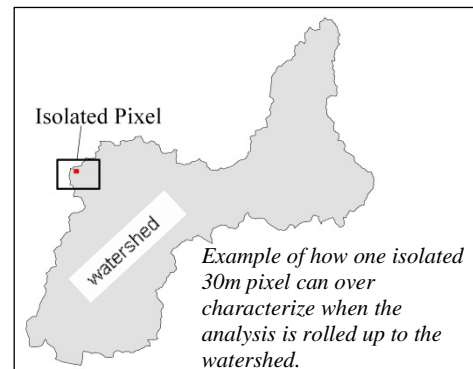 Isolated Pixel
watershed
Example of how one isolated
30m pixel can over
characterize when the
analysis is rolled up to the
watershed.